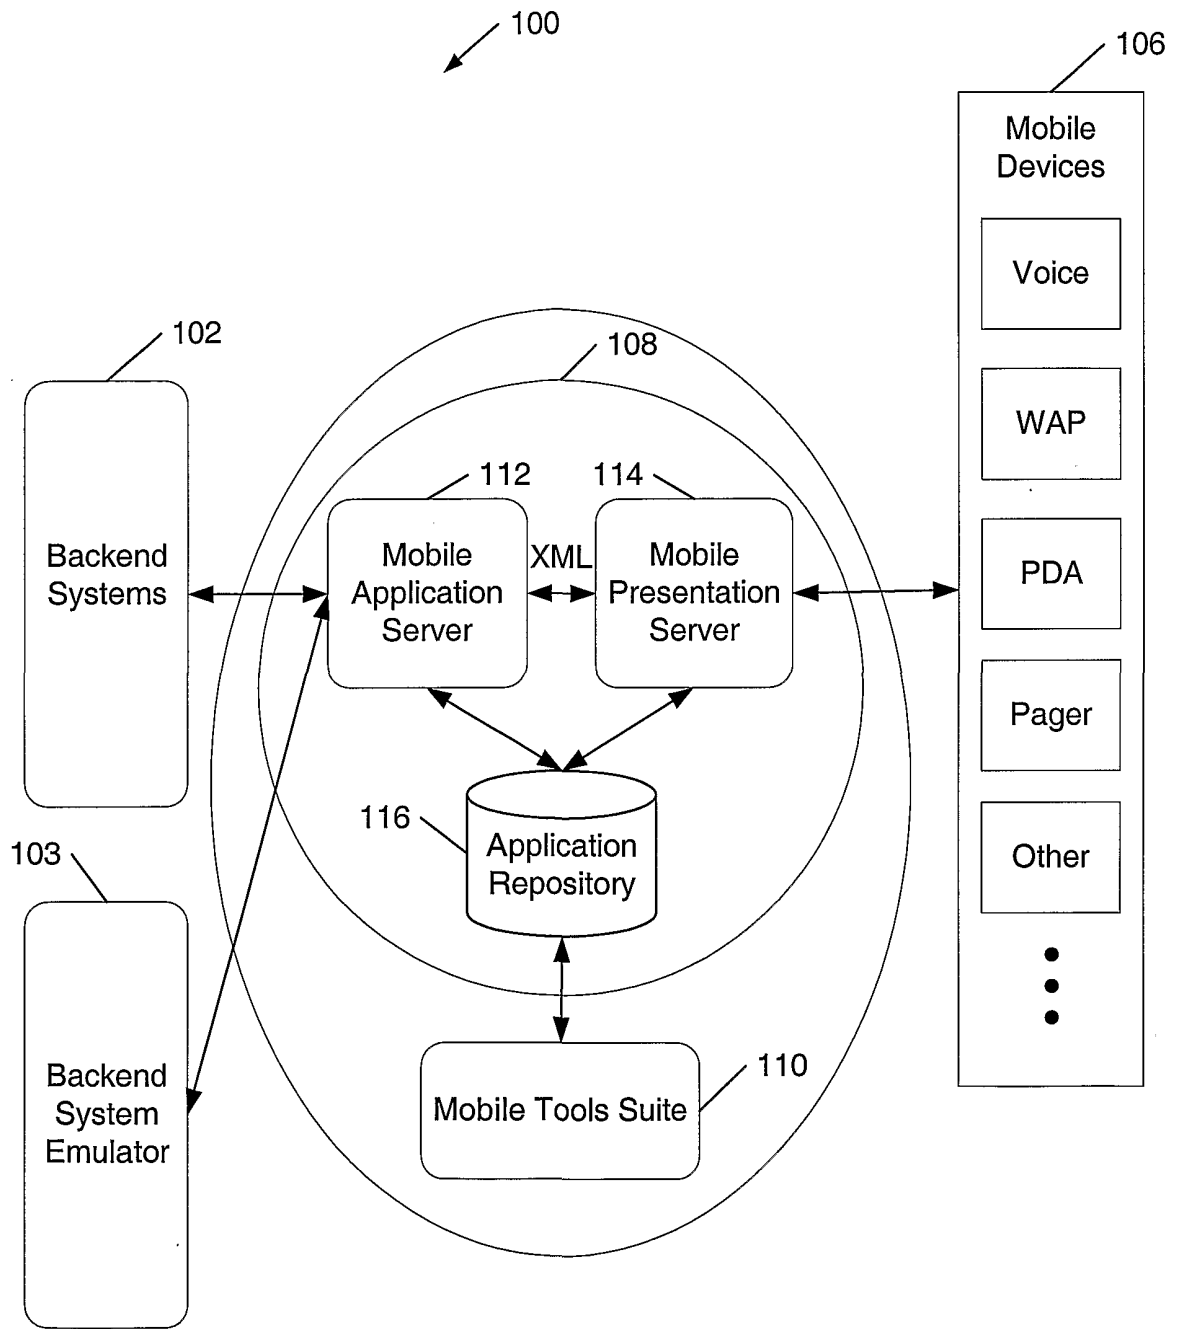 100
106
Mobile
Devices
Voice
WAP
PDA
Pager
Other
102
Backend
Systems
108
112
Mobile
Application
Server
XML
114
Mobile
Presentation
Server
116
Application
Repository
103
Backend
System
Emulator
110
Mobile Tools Suite